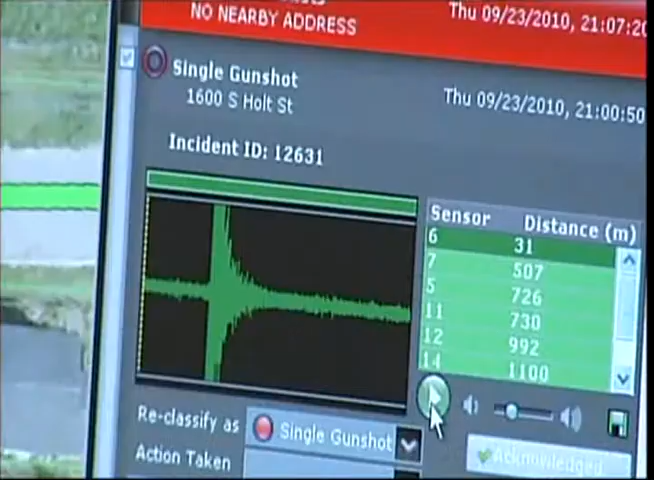 NO NEARBY ADDRESS
Thu 09/23/2010, 21:07:20
Single Gunshot
1600 S Holt St
Thu 09/23/2010, 21:00:50
Incident ID: 12631
Sensor Distance (m)
6 31
7 507
5 726
11 730
12 992
14 1100
Re-classify as
Single Gunshot
Action Taken
Acknowledged